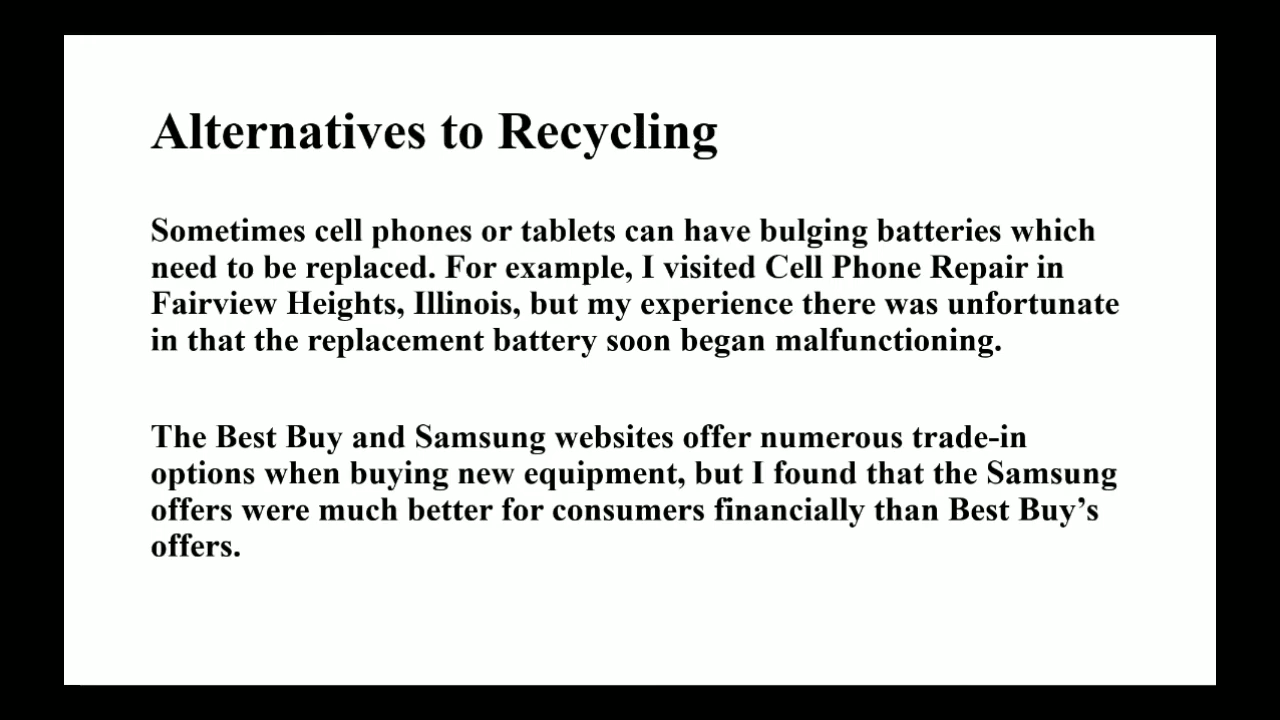 Alternatives to Recycling
Sometimes cell phones or tablets can have bulging batteries which
need to be replaced. For example, I visited Cell Phone Repair in
Fairview Heights, Illinois, but my experience there was unfortunate
in that the replacement battery soon began malfunctioning.
The Best Buy and Samsung websites offer numerous trade-in
options when buying new equipment, but I found that the Samsung
offers were much better for consumers financially than Best Buy’s
offers.